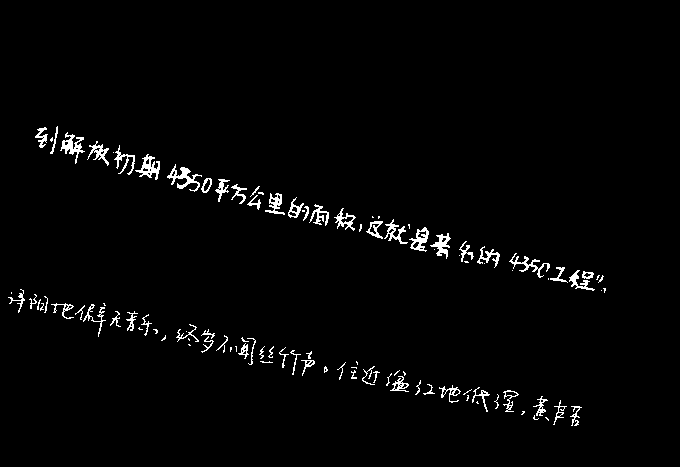 到解放初期4350平方公里的面积,这就是著名的4350工程”.
浔阳地僻无音乐,终岁不闻丝竹声。住近湓江地低湿,黄芦苦